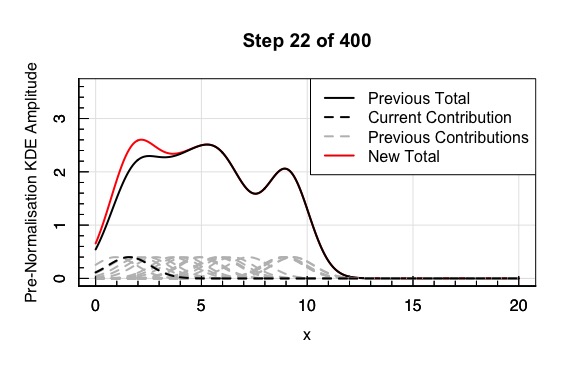 Step 22 of 400
Pre-Normalisation KDE Amplitude
Previous Total
Current Contribution
Previous Contributions
New Total
3
2
1
0
0 5 10 15 20
x